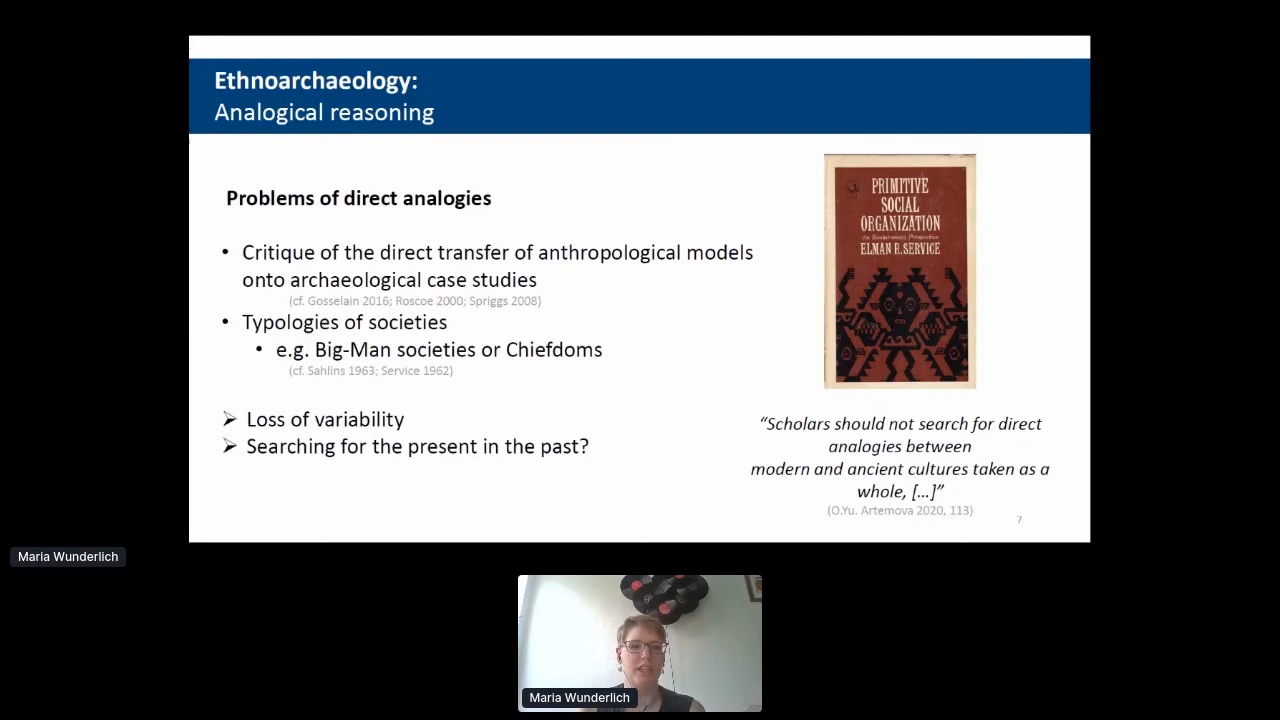 Ethnoarchaeology:
Analogical reasoning
Problems of direct analogies
• Critique of the direct transfer of anthropological models
onto archaeological case studies
(cf. Gosselain 2016; Roscoe 2000; Spriggs 2008)
• Typologies of societies
• e.g. Big-Man societies or Chiefdoms
(cf. Sahlins 1963; Service 1962)
➢ Loss of variability
➢ Searching for the present in the past?
PRIMITIVE
SOCIAL
ORGANIZATION
An Evolutionary Perspective
ELMAN R. SERVICE
“Scholars should not search for direct
analogies between
modern and ancient cultures taken as a
whole, [...]”
(O.Yu. Artemova 2020, 113)
7
Maria Wunderlich
Maria Wunderlich